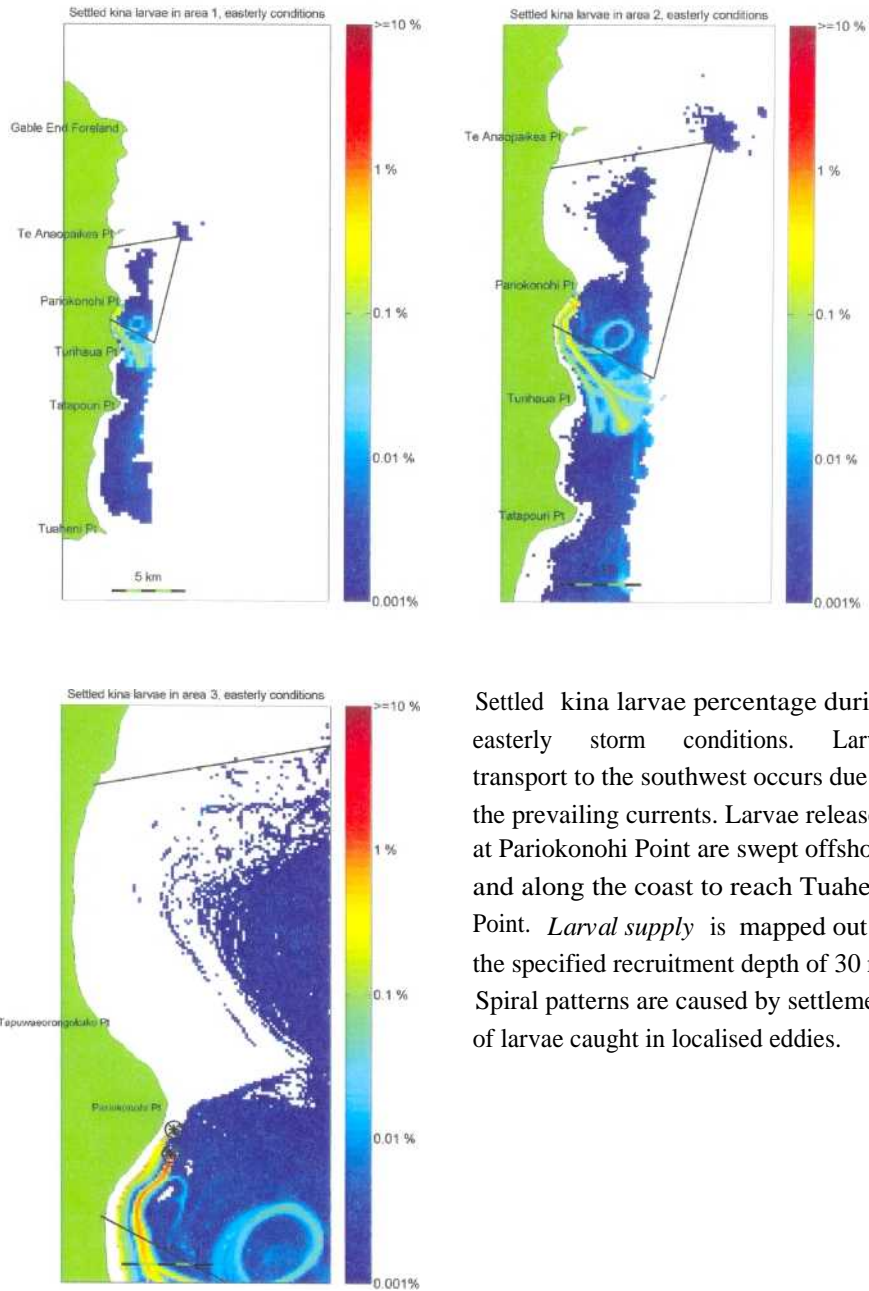 Settled kina larvae in area 1, easterly conditions
>=10 %
1 %
0.1 %
0.01 %
0.001%
Gable End Foreland
Te Anaopaikea Pt
Pariokonohi Pt
Turihaua Pt
Tatapouri Pt
Tuaheni Pt
5 km
Settled kina larvae in area 2, easterly conditions
>=10 %
1 %
0.1 %
0.01 %
0.001%
Te Anaopaikea Pt
Pariokonohi Pt
Turihaua Pt
Tatapouri Pt
Settled kina larvae in area 3, easterly conditions
>=10 %
1 %
0.1 %
0.01 %
0.001%
Pariokonohi Pt
Settled kina larvae percentage duri
easterly storm conditions. Larv
transport to the southwest occurs due
the prevailing currents. Larvae release
at Pariokonohi Point are swept offsho
and along the coast to reach Tuahe
Point. Larval supply is mapped out
the specified recruitment depth of 30
Spiral patterns are caused by settleme
of larvae caught in localised eddies.